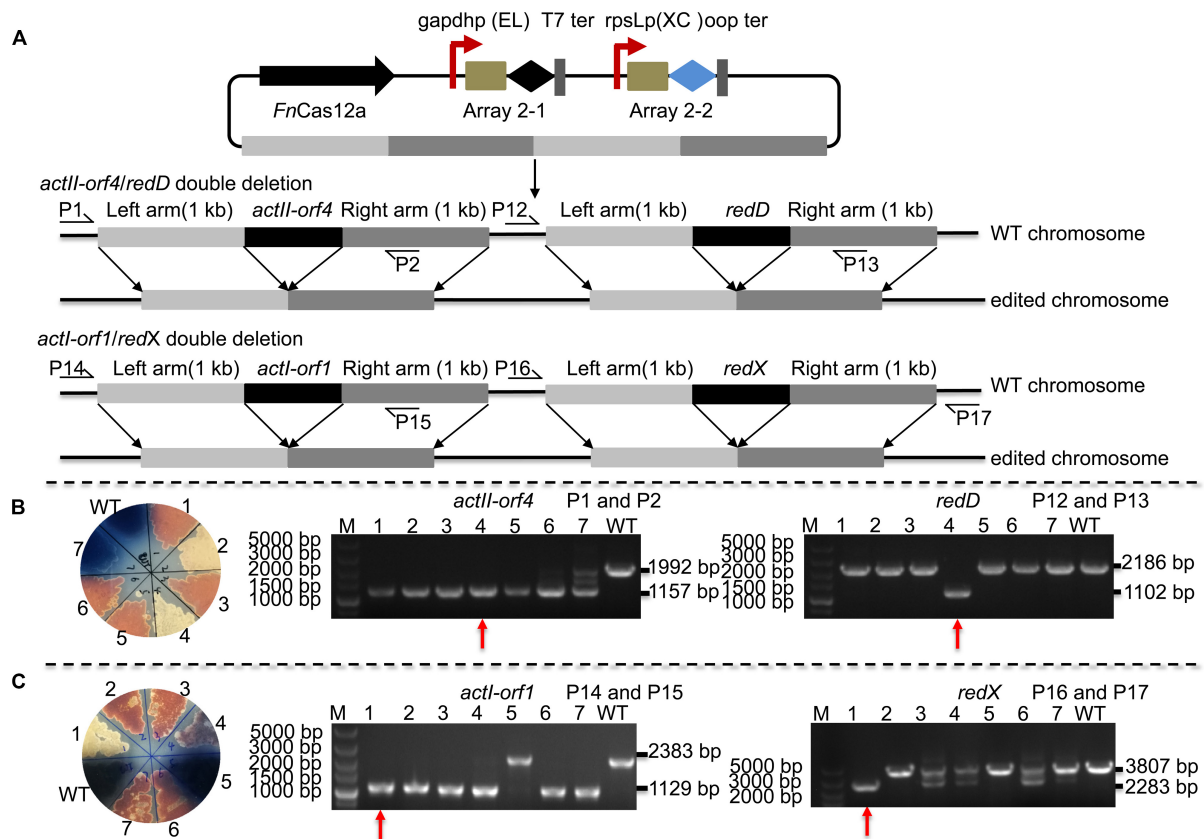 A
gapdhp (EL) T7 ter rpsLp(XC )oop ter
FnCas12a Array 2-1 Array 2-2
actII-orf4/redD double deletion
P1 Left arm(1 kb) actII-orf4 Right arm (1 kb) P12 Left arm(1 kb) redD Right arm (1 kb)
WT chromosome
P2 P13
edited chromosome
actI-orf1/redX double deletion
P14 Left arm(1 kb) actI-orf1 Right arm (1 kb) P16 Left arm(1 kb) redX Right arm (1 kb)
WT chromosome
P15 P17
edited chromosome
B
WT 1 2 3 4 5 6 7
actII-orf4 P1 and P2
M 1 2 3 4 5 6 7 WT
5000 bp
3000 bp
2000 bp
1500 bp
1000 bp
1992 bp
1157 bp
redD P12 and P13
M 1 2 3 4 5 6 7 WT
5000 bp
3000 bp
2000 bp
1500 bp
1000 bp
2186 bp
1102 bp
C
1 2 3 4 5 6 7 WT
actI-orf1 P14 and P15
M 1 2 3 4 5 6 7 WT
5000 bp
3000 bp
2000 bp
1500 bp
1000 bp
2383 bp
1129 bp
redX P16 and P17
M 1 2 3 4 5 6 7 WT
5000 bp
3000 bp
2000 bp
3807 bp
2283 bp